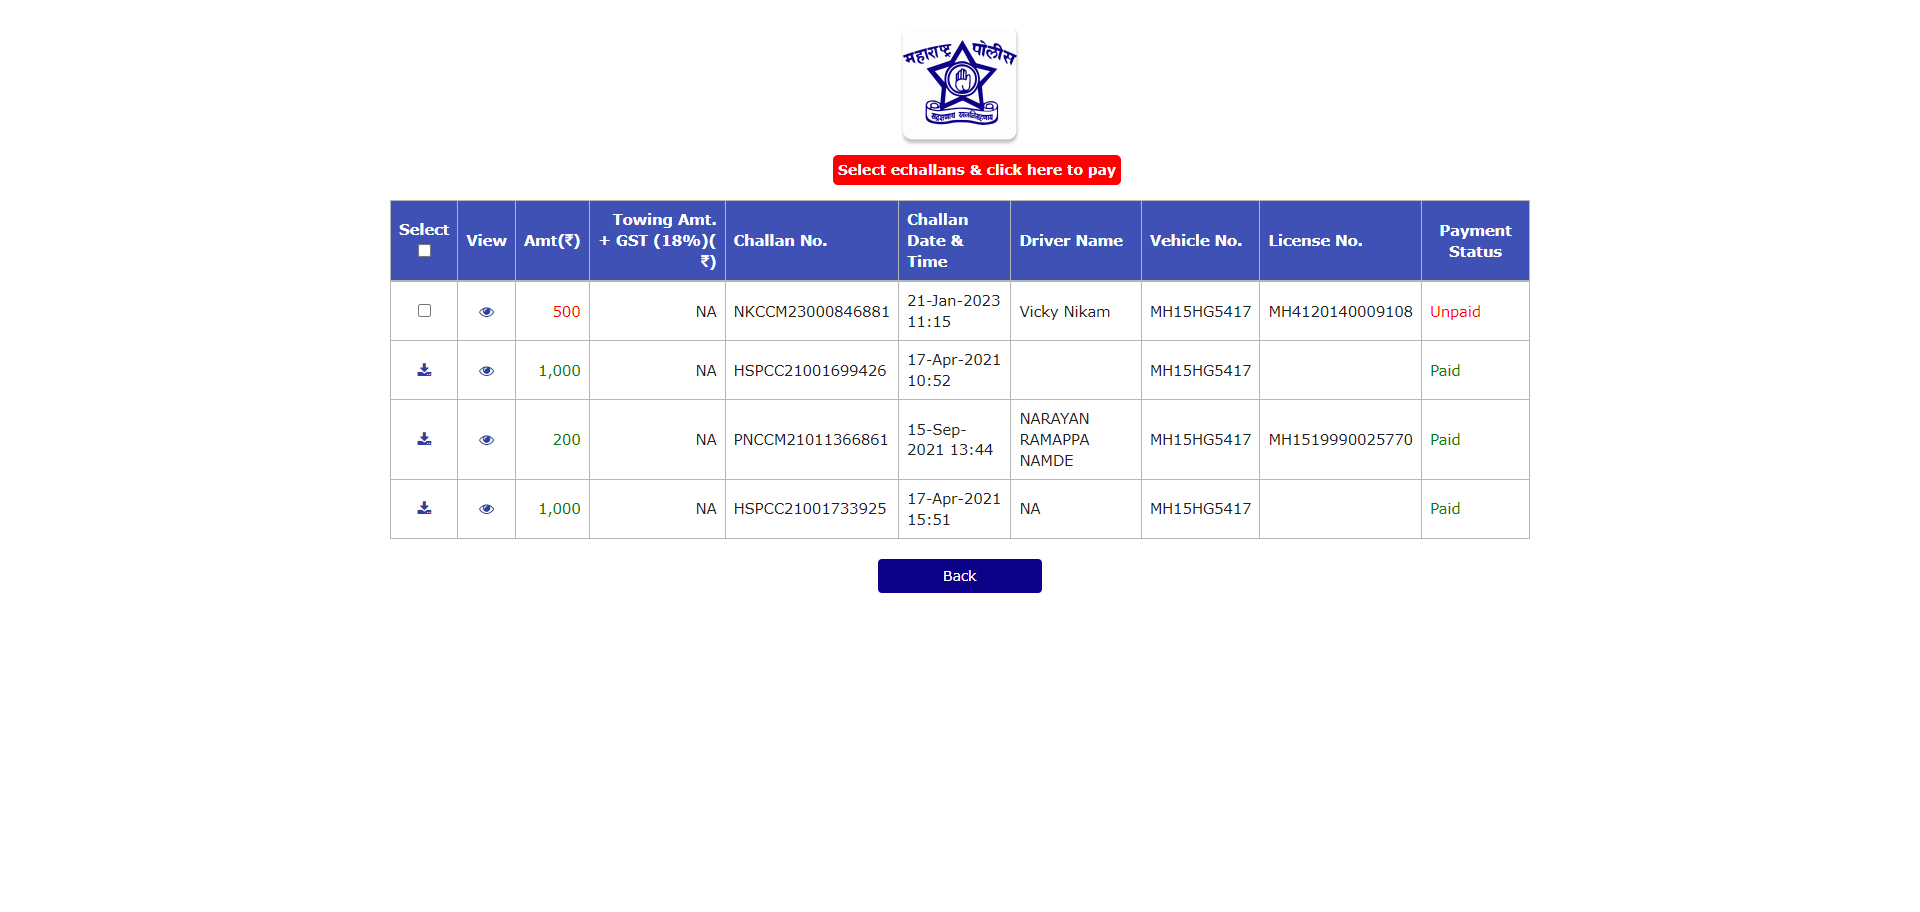 महाराष्ट्र पोलीस
सद्रक्षणाय खलनिग्रहणाय
Select echallans & click here to pay
Select View Amt(₹) Towing Amt. + GST (18%)( ₹) Challan No. Challan Date & Time Driver Name Vehicle No. License No. Payment Status
500 NA NKCCM23000846881 21-Jan-2023 11:15 Vicky Nikam MH15HG5417 MH4120140009108 Unpaid
1,000 NA HSPCC21001699426 17-Apr-2021 10:52 MH15HG5417 Paid
200 NA PNCCM21011366861 15-Sep-2021 13:44 NARAYAN RAMAPPA NAMDE MH15HG5417 MH1519990025770 Paid
1,000 NA HSPCC21001733925 17-Apr-2021 15:51 NA MH15HG5417 Paid
Back